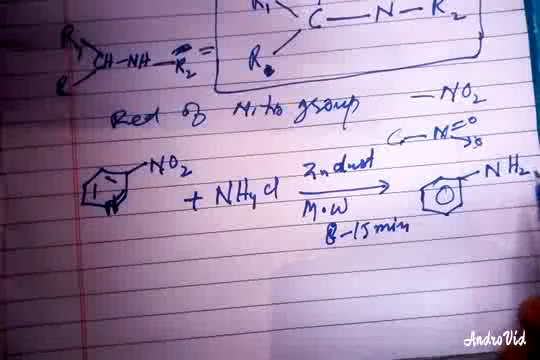 R1 C — N — R2
R1 CH-NH-R2 =
R
R2
Red of Nitro group —NO2
C—N=O
NO2 + NH4Cl Zn dust NH2
M.W
8-15 min
AndroVid